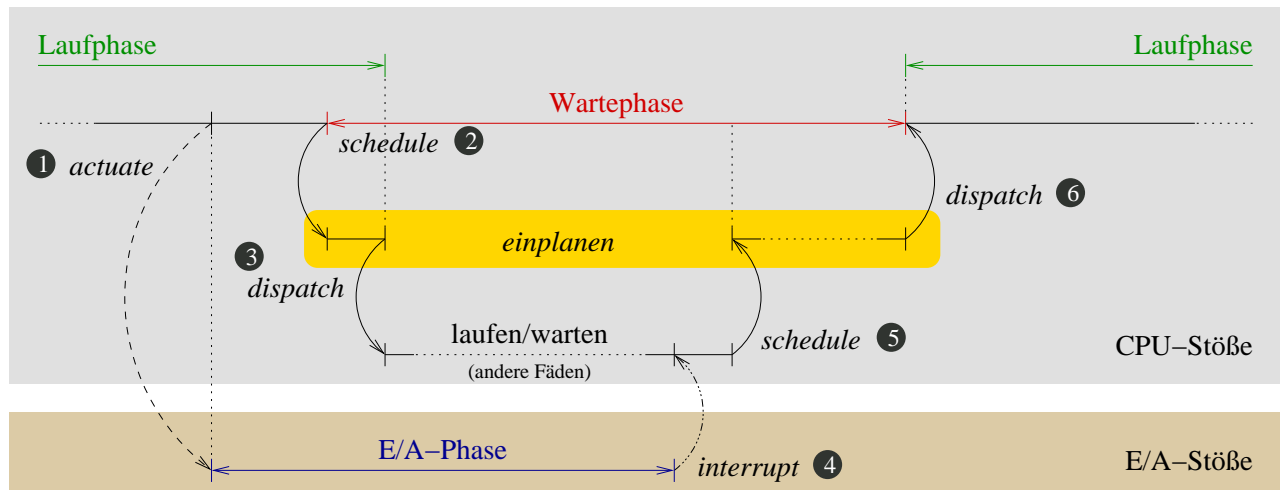 Laufphase
Laufphase
Wartephase
schedule 2
1 actuate
dispatch 6
einplanen
3
dispatch
laufen/warten
schedule 5
(andere Fäden)
CPU–Stöße
E/A–Phase
interrupt 4
E/A–Stöße